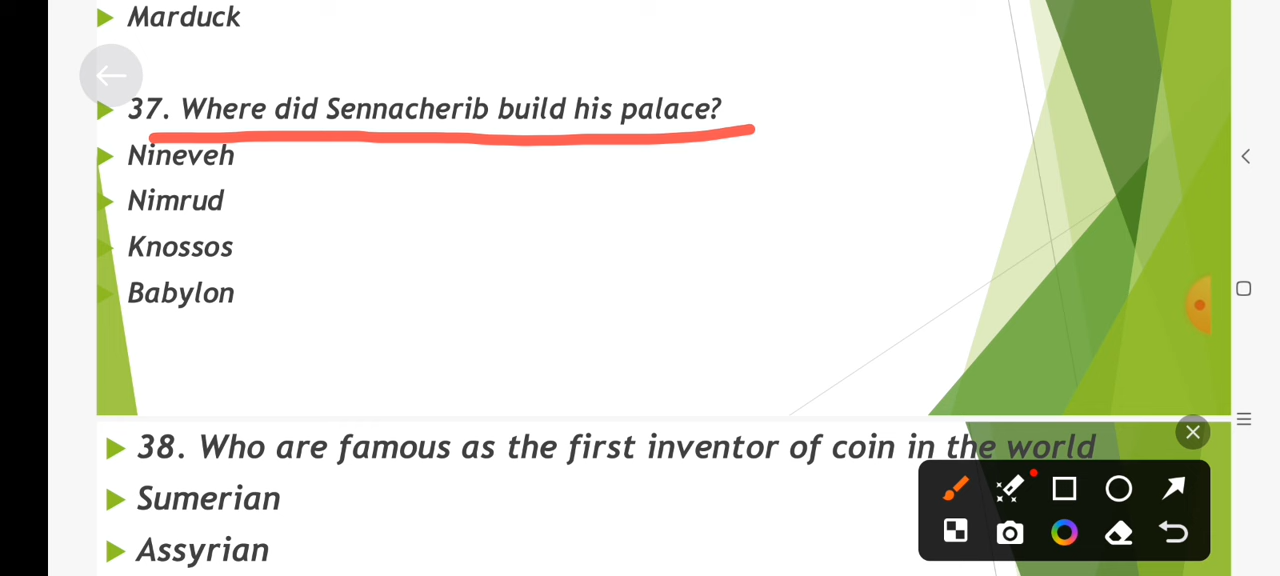 Marduck
37. Where did Sennacherib build his palace?
Nineveh
Nimrud
Knossos
Babylon
38. Who are famous as the first inventor of coin in the world
Sumerian
Assyrian